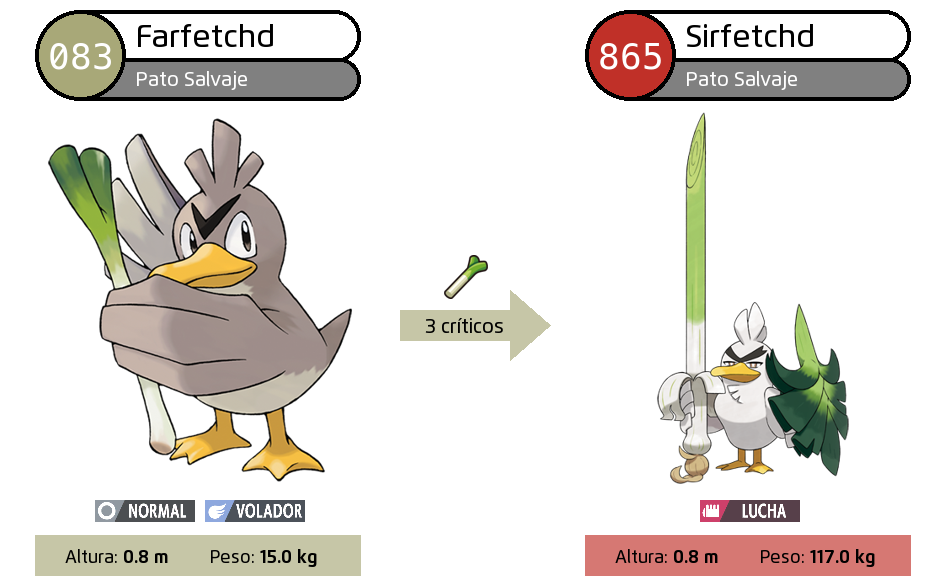 083
Farfetchd
Pato Salvaje
865
Sirfetchd
Pato Salvaje
3 críticos
NORMAL
VOLADOR
LUCHA
Altura: 0.8 m
Peso: 15.0 kg
Altura: 0.8 m
Peso: 117.0 kg